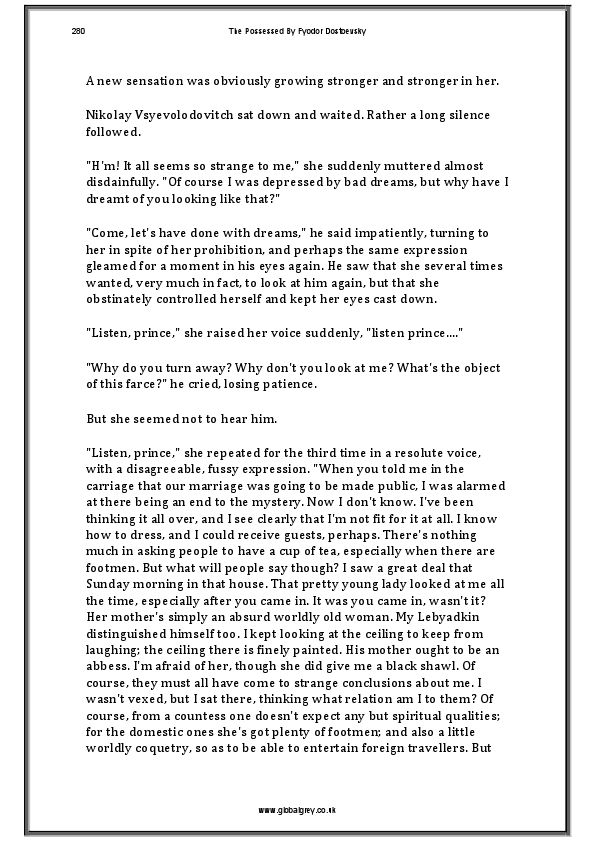 280 The Possessed By Fyodor Dostoevsky
A new sensation was obviously growing stronger and stronger in her.
Nikolay Vsyevolodovitch sat down and waited. Rather a long silence
followed.
"H'm! It all seems so strange to me," she suddenly muttered almost
disdainfully. "Of course I was depressed by bad dreams, but why have I
dreamt of you looking like that?"
"Come, let's have done with dreams," he said impatiently, turning to
her in spite of her prohibition, and perhaps the same expression
gleamed for a moment in his eyes again. He saw that she several times
wanted, very much in fact, to look at him again, but that she
obstinately controlled herself and kept her eyes cast down.
"Listen, prince," she raised her voice suddenly, "listen prince...."
"Why do you turn away? Why don't you look at me? What's the object
of this farce?" he cried, losing patience.
But she seemed not to hear him.
"Listen, prince," she repeated for the third time in a resolute voice,
with a disagreeable, fussy expression. "When you told me in the
carriage that our marriage was going to be made public, I was alarmed
at there being an end to the mystery. Now I don't know. I've been
thinking it all over, and I see clearly that I'm not fit for it at all. I know
how to dress, and I could receive guests, perhaps. There's nothing
much in asking people to have a cup of tea, especially when there are
footmen. But what will people say though? I saw a great deal that
Sunday morning in that house. That pretty young lady looked at me all
the time, especially after you came in. It was you came in, wasn't it?
Her mother's simply an absurd worldly old woman. My Lebyadkin
distinguished himself too. I kept looking at the ceiling to keep from
laughing; the ceiling there is finely painted. His mother ought to be an
abbess. I'm afraid of her, though she did give me a black shawl. Of
course, they must all have come to strange conclusions about me. I
wasn't vexed, but I sat there, thinking what relation am I to them? Of
course, from a countess one doesn't expect any but spiritual qualities;
for the domestic ones she's got plenty of footmen; and also a little
worldly coquetry, so as to be able to entertain foreign travellers. But
www.globalgrey.co.uk